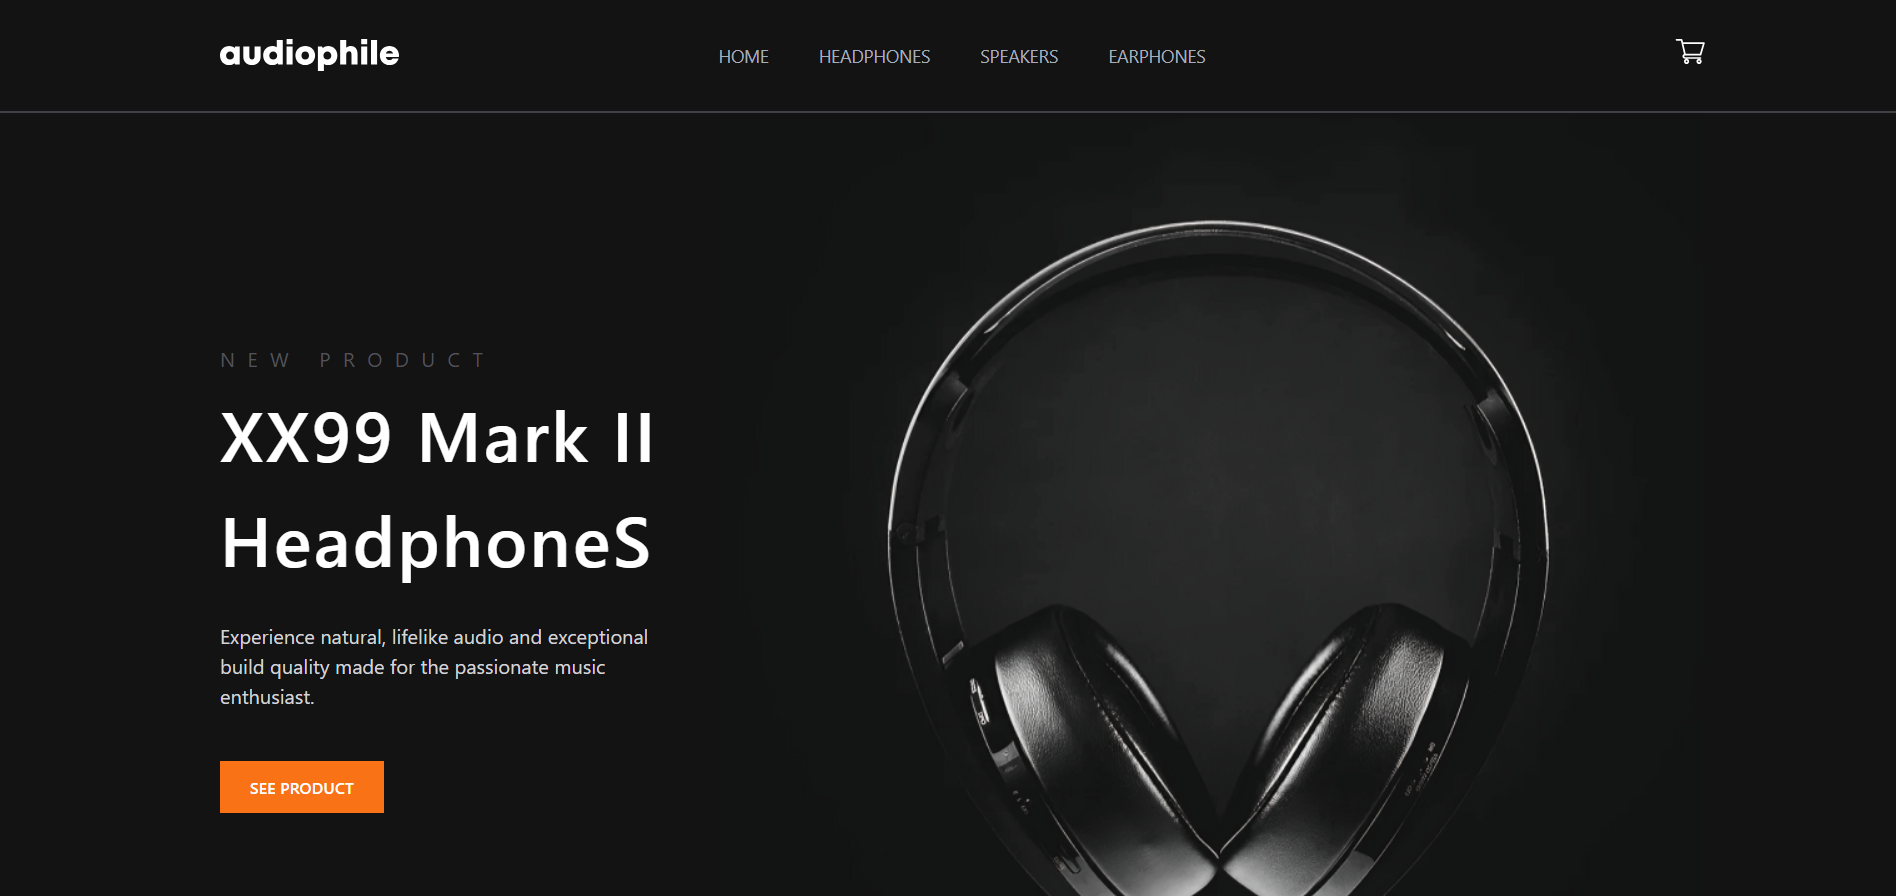 audiophile
HOME HEADPHONES SPEAKERS EARPHONES
NEW PRODUCT
XX99 Mark II
HeadphoneS
Experience natural, lifelike audio and exceptional
build quality made for the passionate music
enthusiast.
SEE PRODUCT